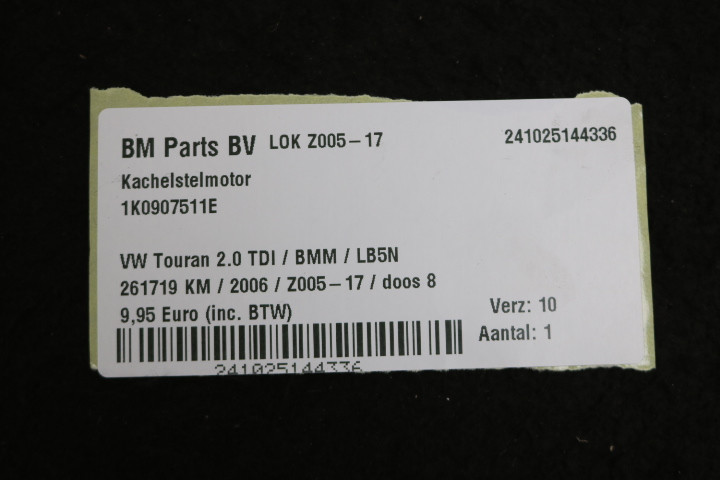 BM Parts BV LOK Z005-17 241025144336
Kachelstelmotor
1K0907511E
VW Touran 2.0 TDI / BMM / LB5N
261719 KM / 2006 / Z005-17 / doos 8
9,95 Euro (inc. BTW)
Verz: 10
Aantal: 1
241025144336